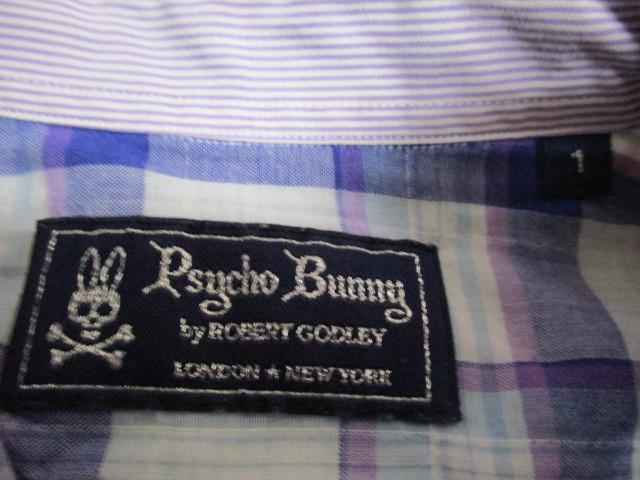 1
Psycho Bunny
by ROBERT GODLEY
LONDON ★ NEW YORK